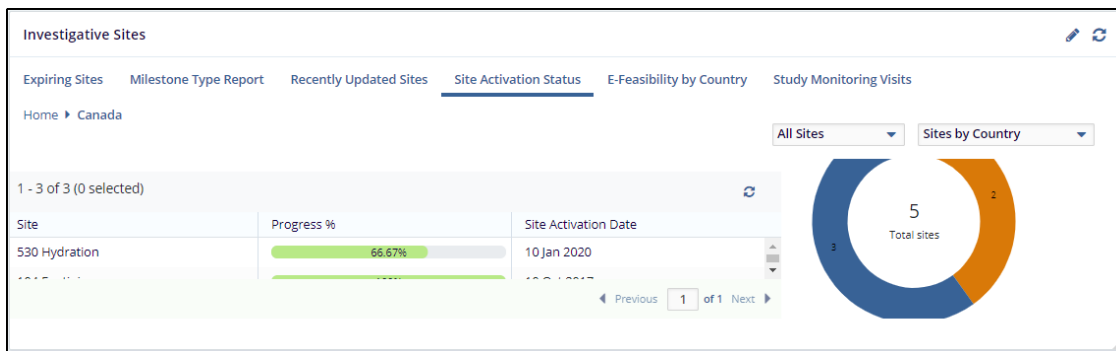 Investigative Sites
Expiring Sites Milestone Type Report Recently Updated Sites Site Activation Status E-Feasibility by Country Study Monitoring Visits
Home Canada
All Sites Sites by Country
1 - 3 of 3 (0 selected)
Site Progress % Site Activation Date
530 Hydration 66.67% 10 Jan 2020
Previous 1 of 1 Next
2
5
Total sites
3